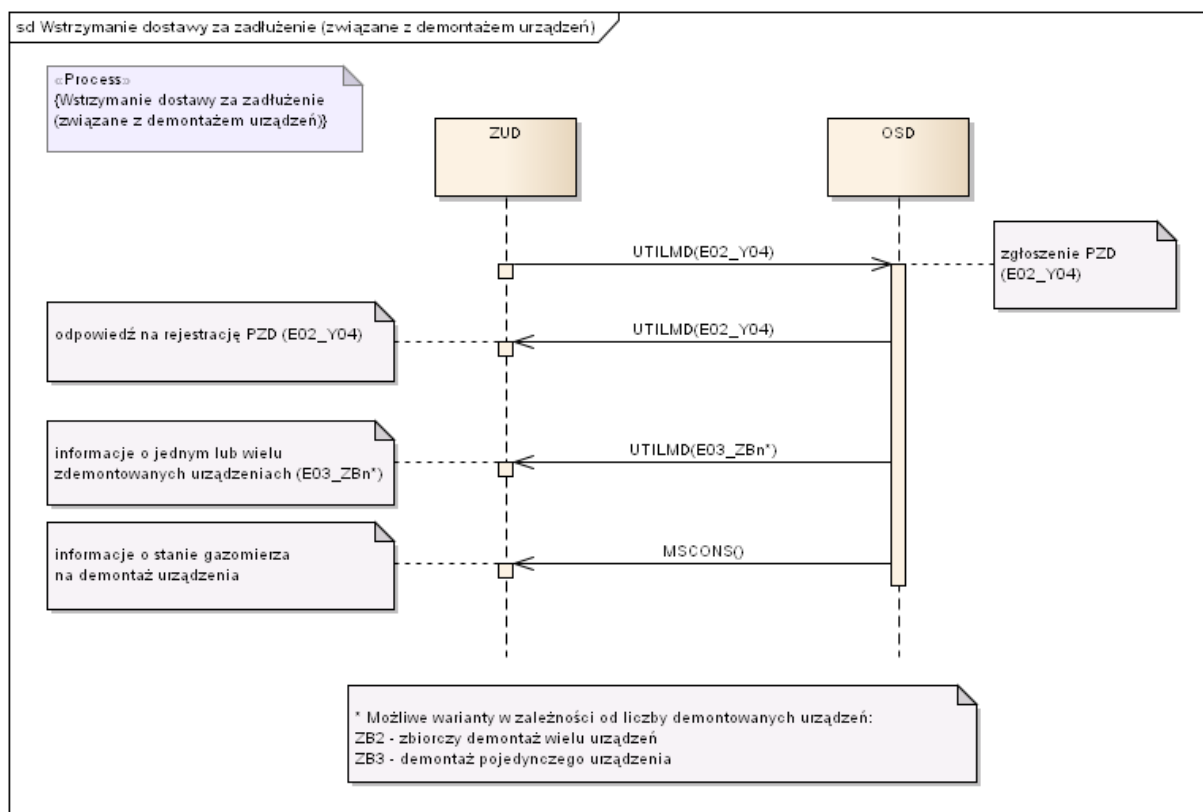 sd Wstrzymanie dostawy za zadłużenie (związane z demontażem urządzeń)
«Process»
{Wstrzymanie dostawy za zadłużenie
(związane z demontażem urządzeń)}
ZUD
OSD
UTILMD(E02_Y04)
zgłoszenie PZD
(E02_Y04)
odpowiedź na rejestrację PZD (E02_Y04)
UTILMD(E02_Y04)
informacje o jednym lub wielu
zdemontowanych urządzeniach (E03_ZBn*)
UTILMD(E03_ZBn*)
informacje o stanie gazomierza
na demontaż urządzenia
MSCONS()
* Możliwe warianty w zależności od liczby demontowanych urządzeń:
ZB2 - zbiorczy demontaż wielu urządzeń
ZB3 - demontaż pojedynczego urządzenia